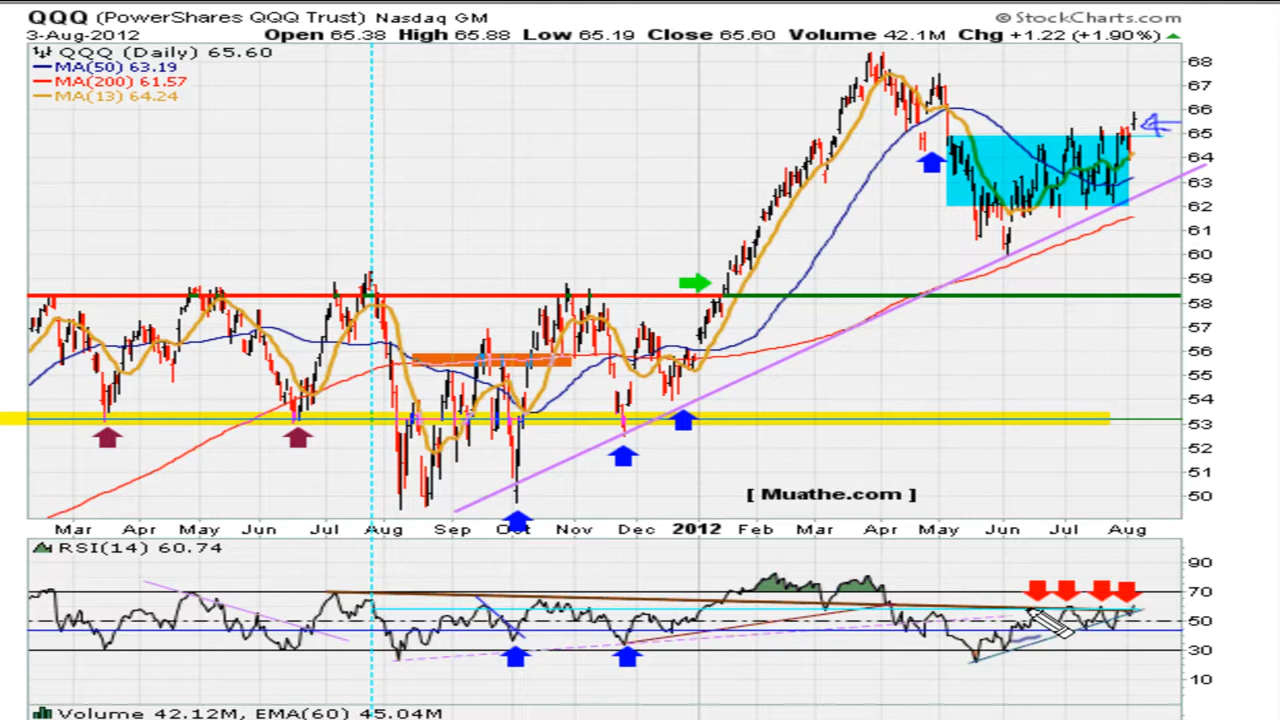 QQQ (PowerShares QQQ Trust) Nasdaq GM © StockCharts.com
3-Aug-2012 Open 65.38 High 65.88 Low 65.19 Close 65.60 Volume 42.1M Chg +1.22 (+1.90%)
QQQ (Daily) 65.60
MA(50) 63.19
MA(200) 61.57
MA(13) 64.24
68
67
66
65
64
63
62
61
60
59
58
57
56
55
54
53
52
51
50
[ Muathe.com ]
Mar Apr May Jun Jul Aug Sep Oct Nov Dec 2012 Feb Mar Apr May Jun Jul Aug
RSI(14) 60.74
90
70
50
30
10
Volume 42.12M, EMA(60) 45.04M